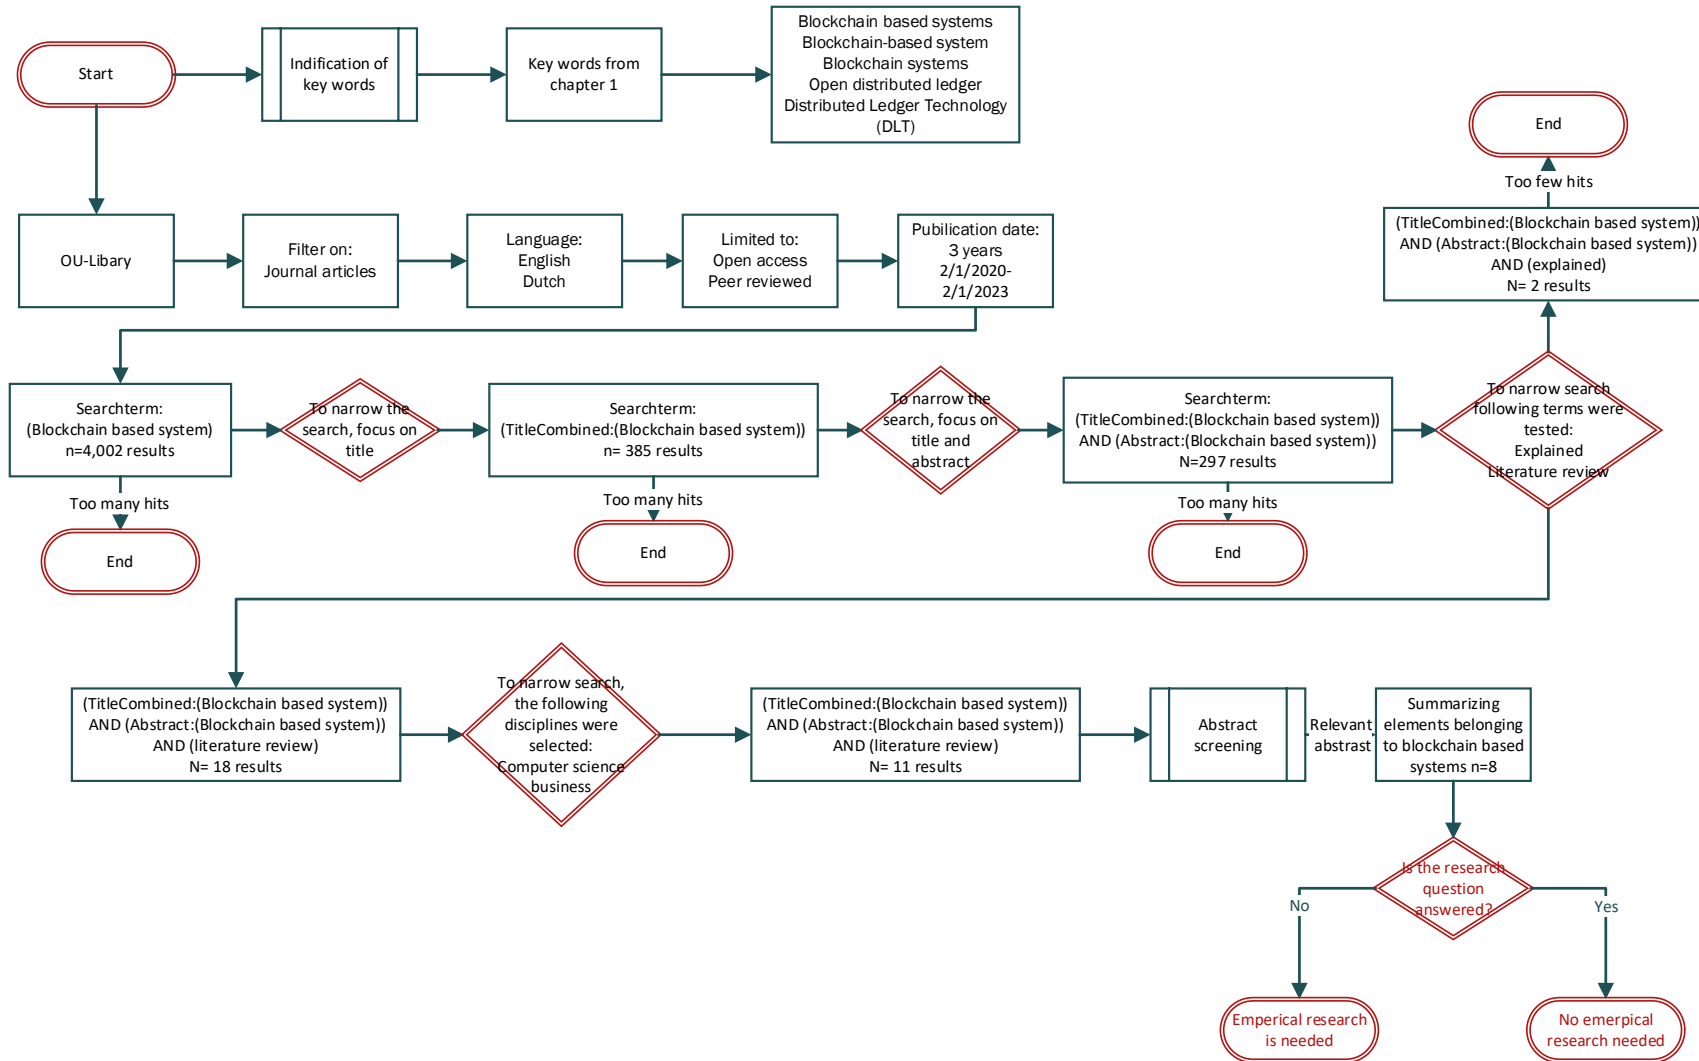 Start
Indification of
key words
Key words from
chapter 1
Blockchain based systems
Blockchain-based system
Blockchain systems
Open distributed ledger
Distributed Ledger Technology
(DLT)
End
Too few hits
(TitleCombined:(Blockchain based system))
AND (Abstract:(Blockchain based system))
AND (explained)
N= 2 results
OU-Libary
Filter on:
Journal articles
Language:
English
Dutch
Limited to:
Open access
Peer reviewed
Pubilication date:
3 years
2/1/2020-
2/1/2023
Searchterm:
(Blockchain based system)
n=4,002 results
Too many hits
End
To narrow the
search, focus on
title
Searchterm:
(TitleCombined:(Blockchain based system))
n= 385 results
Too many hits
End
To narrow the
search, focus on
title and
abstract
Searchterm:
(TitleCombined:(Blockchain based system))
AND (Abstract:(Blockchain based system))
N=297 results
Too many hits
End
To narrow search
following terms were
tested:
Explained
Literature review
(TitleCombined:(Blockchain based system))
AND (Abstract:(Blockchain based system))
AND (literature review)
N= 18 results
To narrow search,
the following
disciplines were
selected:
Computer science
business
(TitleCombined:(Blockchain based system))
AND (Abstract:(Blockchain based system))
AND (literature review)
N= 11 results
Abstract
screening
Relevant
abstrast
Summarizing
elements belonging
to blockchain based
systems n=8
Is the research
question
answered?
No
Yes
Emperical research
is needed
No emerpical
research needed